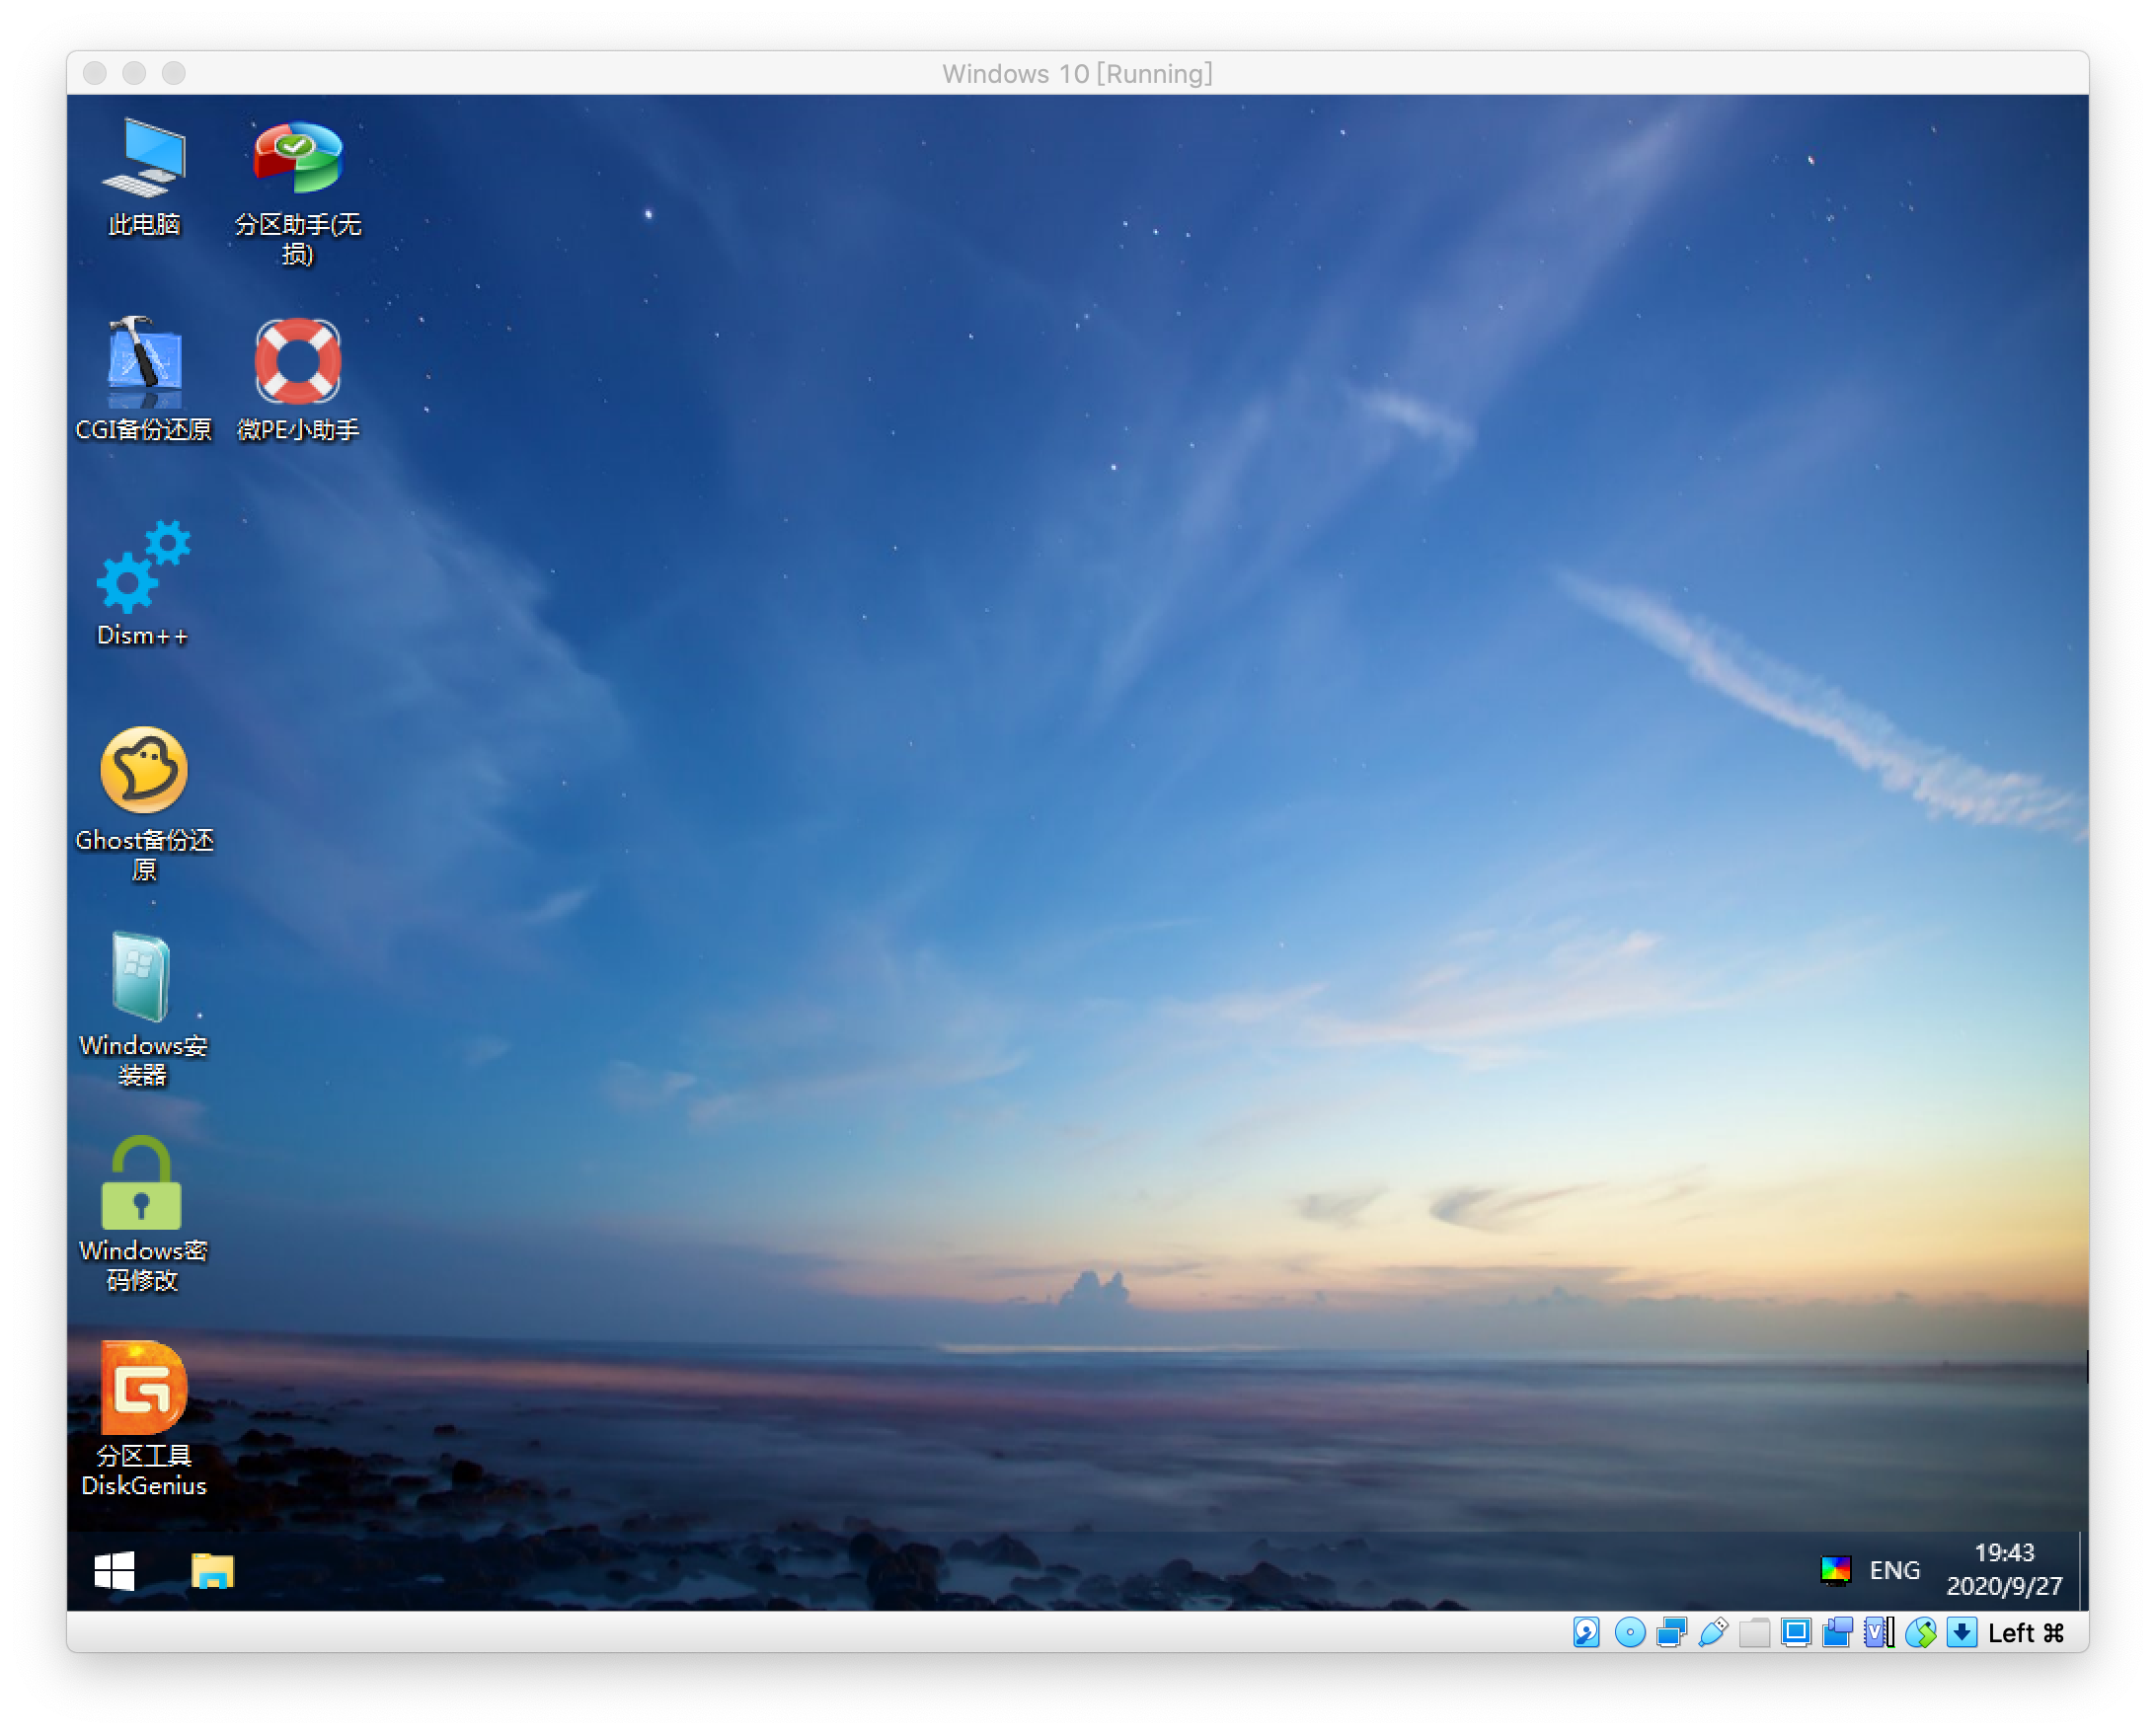 Windows 10 [Running]
此电脑
分区助手(无
损)
CGI备份还原
微PE小助手
Dism++
Ghost备份还
原
Windows安
装器
Windows密
码修改
分区工具
DiskGenius
ENG
19:43
2020/9/27
Left ⌘